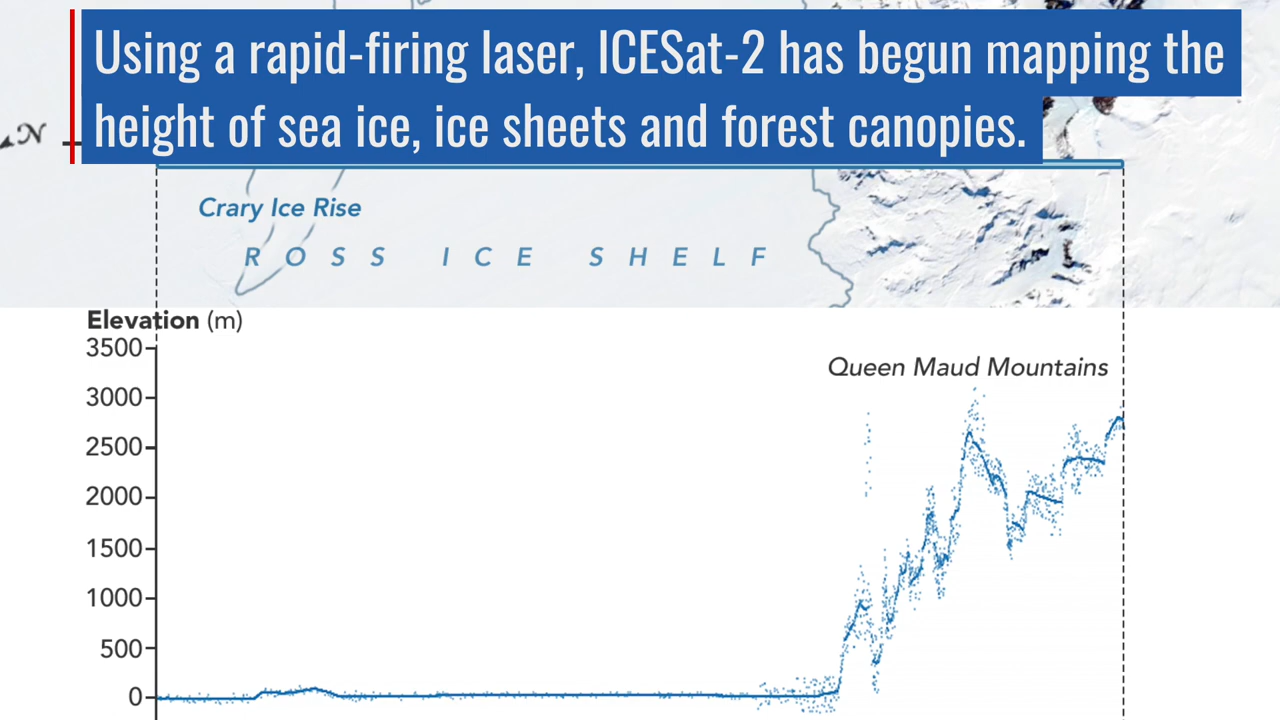 Using a rapid-firing laser, ICESat-2 has begun mapping the
height of sea ice, ice sheets and forest canopies.
N
Crary Ice Rise
ROSS ICE SHELF
Elevation (m)
3500
Queen Maud Mountains
3000
2500
2000
1500
1000
500
0